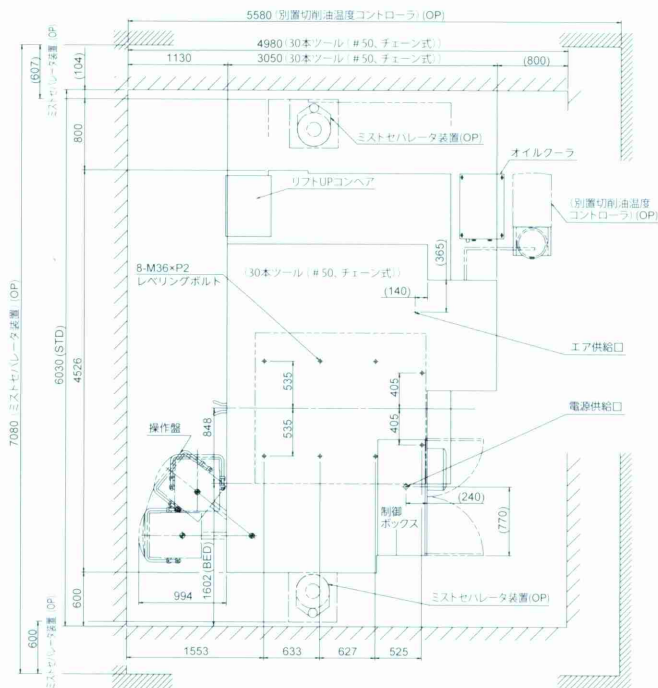 5580 (別置切削油温度コントローラ) (OP)
4980 (30本ツール(#50、チェーン式))
1130
3050 (30本ツール(#50、チェーン式))
(800)
(607)
ミストセパレータ装置 (OP)
(104)
800
ミストセパレータ装置(OP)
オイルクーラ
リフトUPコンベア
(別置切削油温度
コントローラ) (OP)
(365)
8-M36×P2
レベリングボルト
(30本ツール(#50、チェーン式))
(140)
7080 (ミストセパレータ装置) (OP)
6030 (STD)
4526
エア供給口
535
405
電源供給口
操作盤
848
535
405
(240)
制御
ボックス
(770)
1602 (BED)
994
600
ミストセパレータ装置(OP)
600
ミストセパレータ装置 (OP)
1553
633
627
525